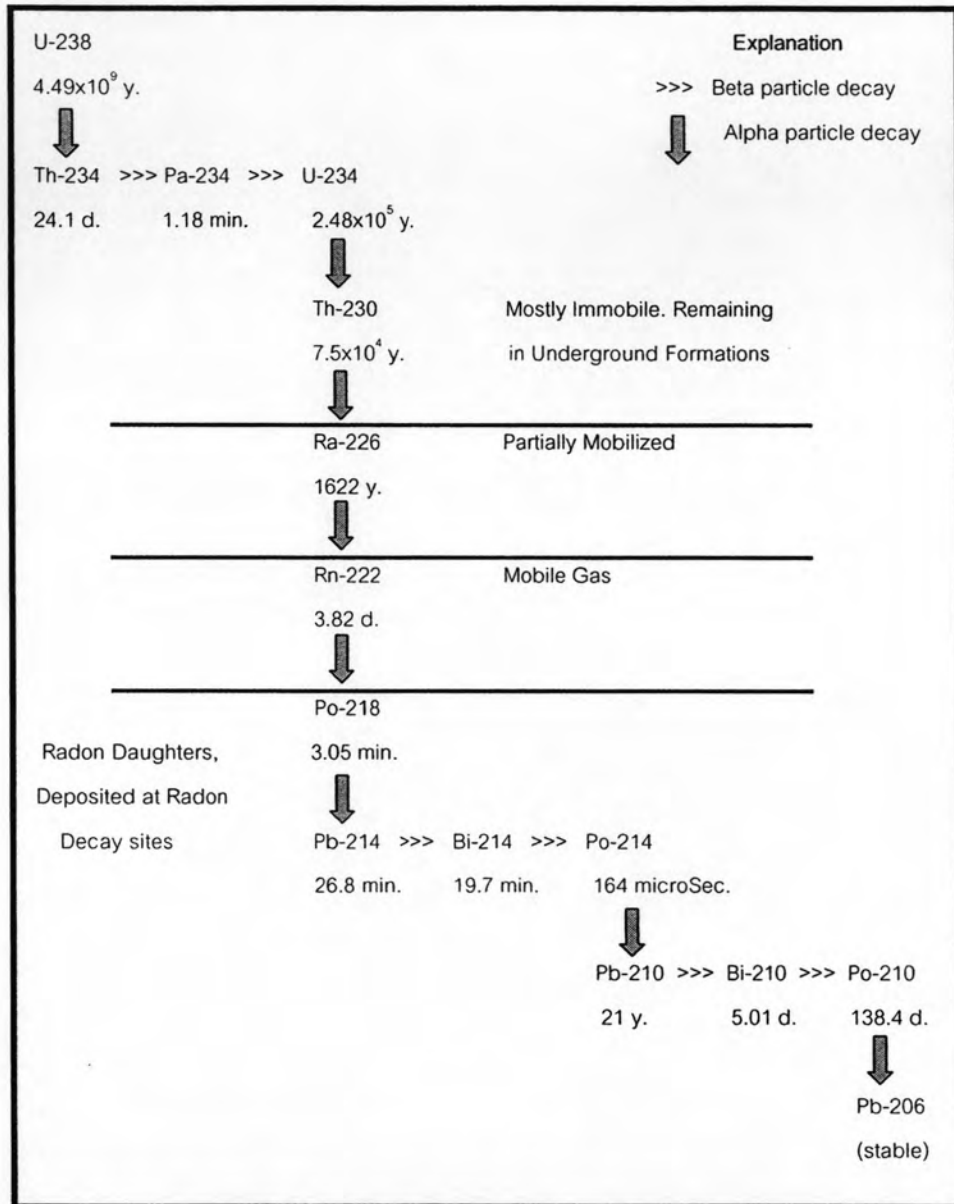 U-238
Explanation
4.49x10⁹ y.
>>> Beta particle decay
Alpha particle decay
Th-234 >>> Pa-234 >>> U-234
24.1 d. 1.18 min. 2.48x10⁵ y.
Th-230 Mostly Immobile. Remaining
7.5x10⁴ y. in Underground Formations
Ra-226 Partially Mobilized
1622 y.
Rn-222 Mobile Gas
3.82 d.
Po-218
Radon Daughters, 3.05 min.
Deposited at Radon
Decay sites Pb-214 >>> Bi-214 >>> Po-214
26.8 min. 19.7 min. 164 microSec.
Pb-210 >>> Bi-210 >>> Po-210
21 y. 5.01 d. 138.4 d.
Pb-206
(stable)